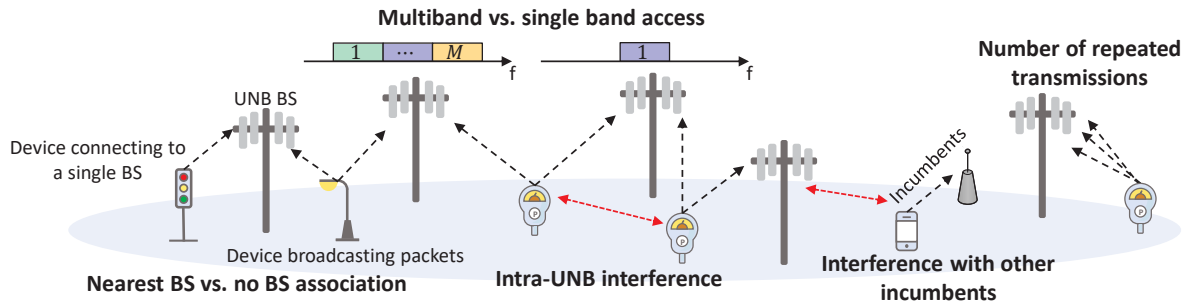 Multiband vs. single band access
1 ... M
f
1
f
Number of repeated
transmissions
UNB BS
Device connecting to
a single BS
Incumbents
P
P
P
Device broadcasting packets
Nearest BS vs. no BS association
Intra-UNB interference
Interference with other
incumbents